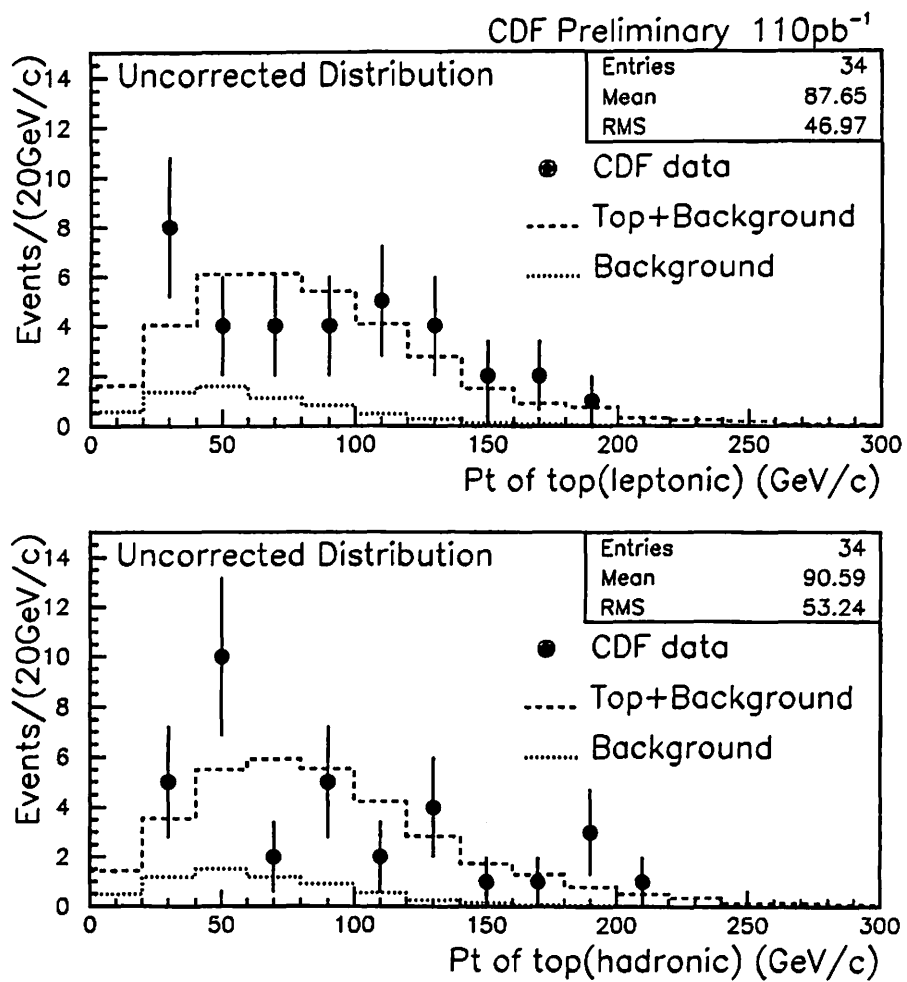 CDF Preliminary 110pb⁻¹
Uncorrected Distribution
Entries 34
Mean 87.65
RMS 46.97
CDF data
Top+Background
Background
Events/(20GeV/c)
14
12
10
8
6
4
2
0
0 50 100 150 200 250 300
Pt of top(leptonic) (GeV/c)
Uncorrected Distribution
Entries 34
Mean 90.59
RMS 53.24
CDF data
Top+Background
Background
Events/(20GeV/c)
14
12
10
8
6
4
2
0
0 50 100 150 200 250 300
Pt of top(hadronic) (GeV/c)